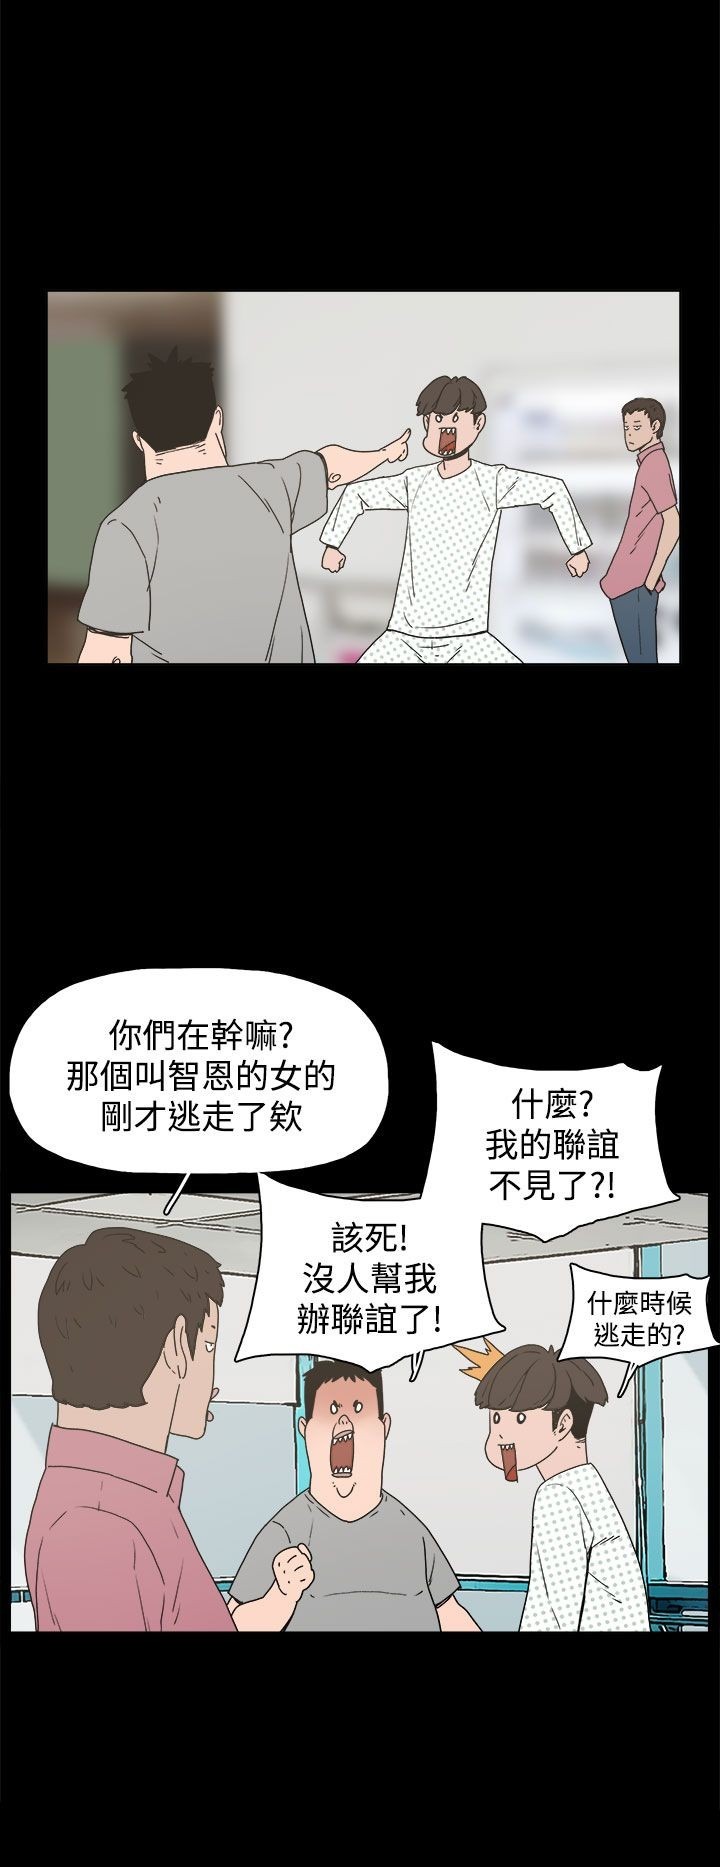 你們在幹嘛?
那個叫智恩的女的
剛才逃走了欸
什麼?
我的聯誼
不見了?!
該死!
沒人幫我
辦聯誼了!
什麼時候
逃走的?